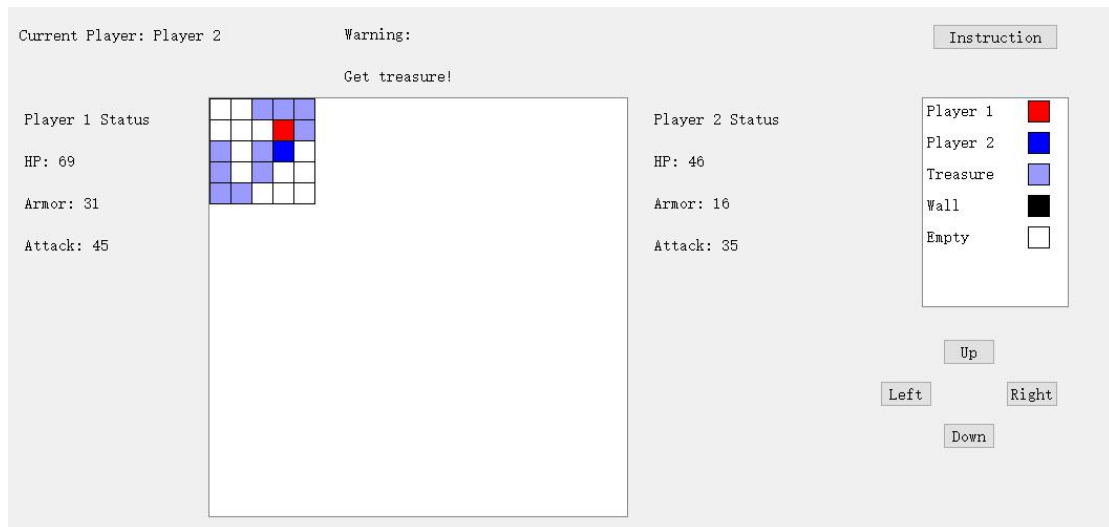 Current Player: Player 2
Warning:
Instruction
Get treasure!
Player 1 Status
HP: 69
Armor: 31
Attack: 45
Player 2 Status
HP: 46
Armor: 16
Attack: 35
Player 1
Player 2
Treasure
Wall
Empty
Up
Left
Right
Down